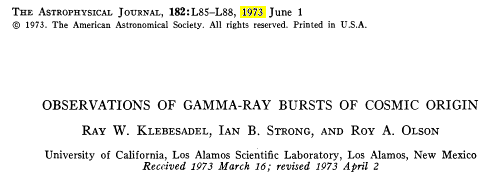 THE ASTROPHYSICAL JOURNAL, 182:L85–L88, 1973 June 1
© 1973. The American Astronomical Society. All rights reserved. Printed in U.S.A.
OBSERVATIONS OF GAMMA-RAY BURSTS OF COSMIC ORIGIN
RAY W. KLEBESADEL, IAN B. STRONG, AND ROY A. OLSON
University of California, Los Alamos Scientific Laboratory, Los Alamos, New Mexico
Received 1973 March 16; revised 1973 April 2